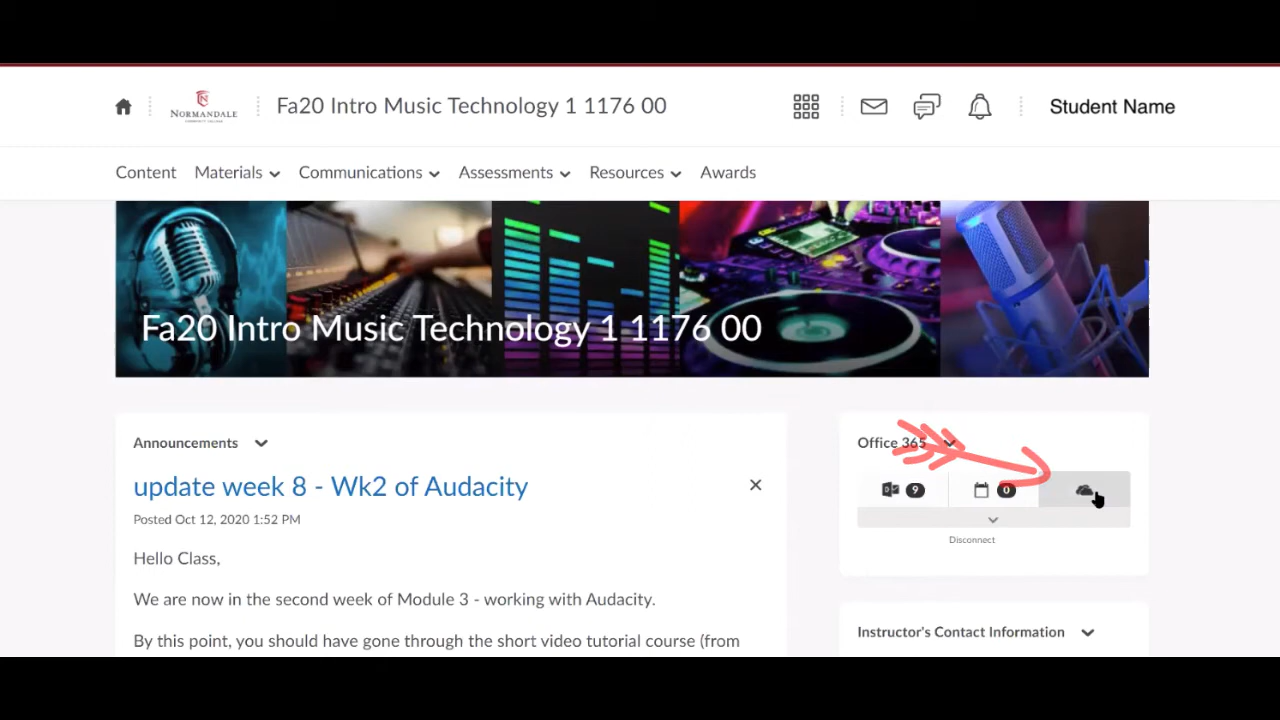 NORMANDALE
COMMUNITY COLLEGE
Fa20 Intro Music Technology 1 1176 00
Student Name
Content Materials Communications Assessments Resources Awards
Fa20 Intro Music Technology 1 1176 00
Announcements
update week 8 - Wk2 of Audacity
Posted Oct 12, 2020 1:52 PM
Hello Class,
We are now in the second week of Module 3 - working with Audacity.
By this point, you should have gone through the short video tutorial course (from
Office 365
9 0
Disconnect
Instructor's Contact Information